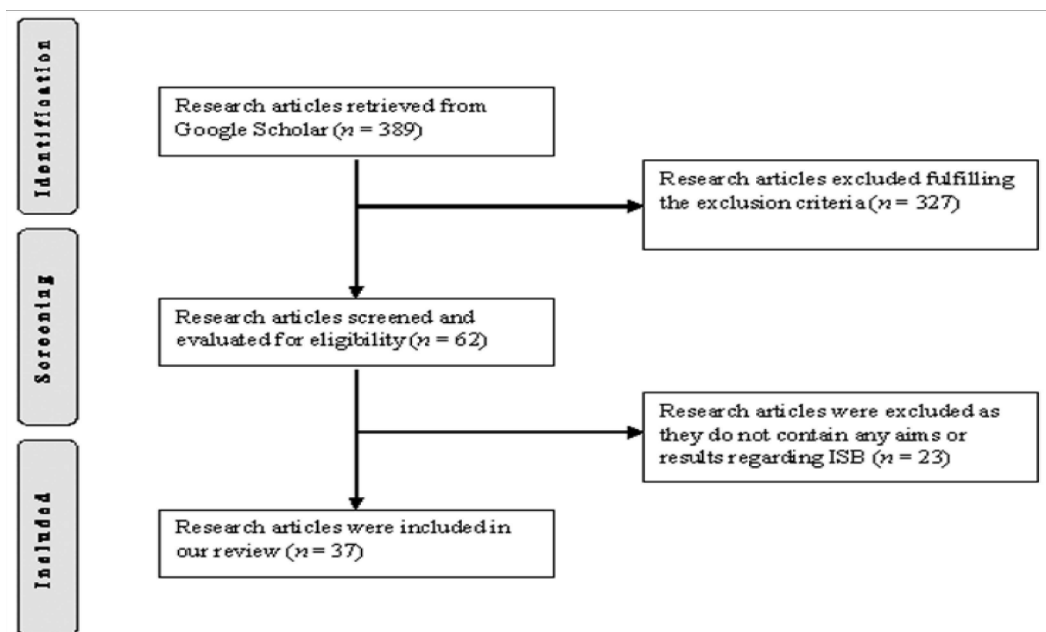 Identification
Research articles retrieved from
Google Scholar (n = 389)
Research articles excluded fulfilling
the exclusion criteria (n = 327)
Screening
Research articles screened and
evaluated for eligibility (n = 62)
Research articles were excluded as
they do not contain any aims or
results regarding ISB (n = 23)
Included
Research articles were included in
our review (n = 37)